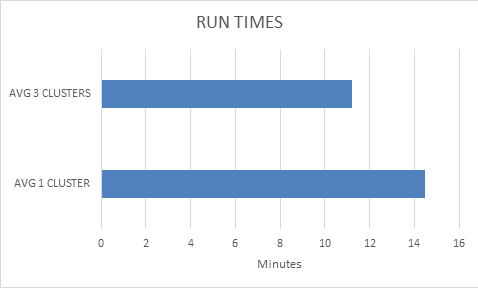 RUN TIMES
AVG 3 CLUSTERS
AVG 1 CLUSTER
0 2 4 6 8 10 12 14 16
Minutes